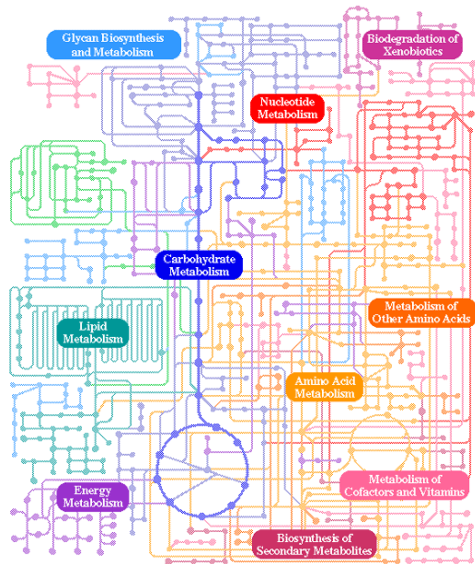 Glycan Biosynthesis
and Metabolism
Biodegradation of
Xenobiotics
Nucleotide
Metabolism
Carbohydrate
Metabolism
Lipid
Metabolism
Metabolism of
Other Amino Acids
Amino Acid
Metabolism
Energy
Metabolism
Metabolism of
Cofactors and Vitamins
Biosynthesis of
Secondary Metabolites